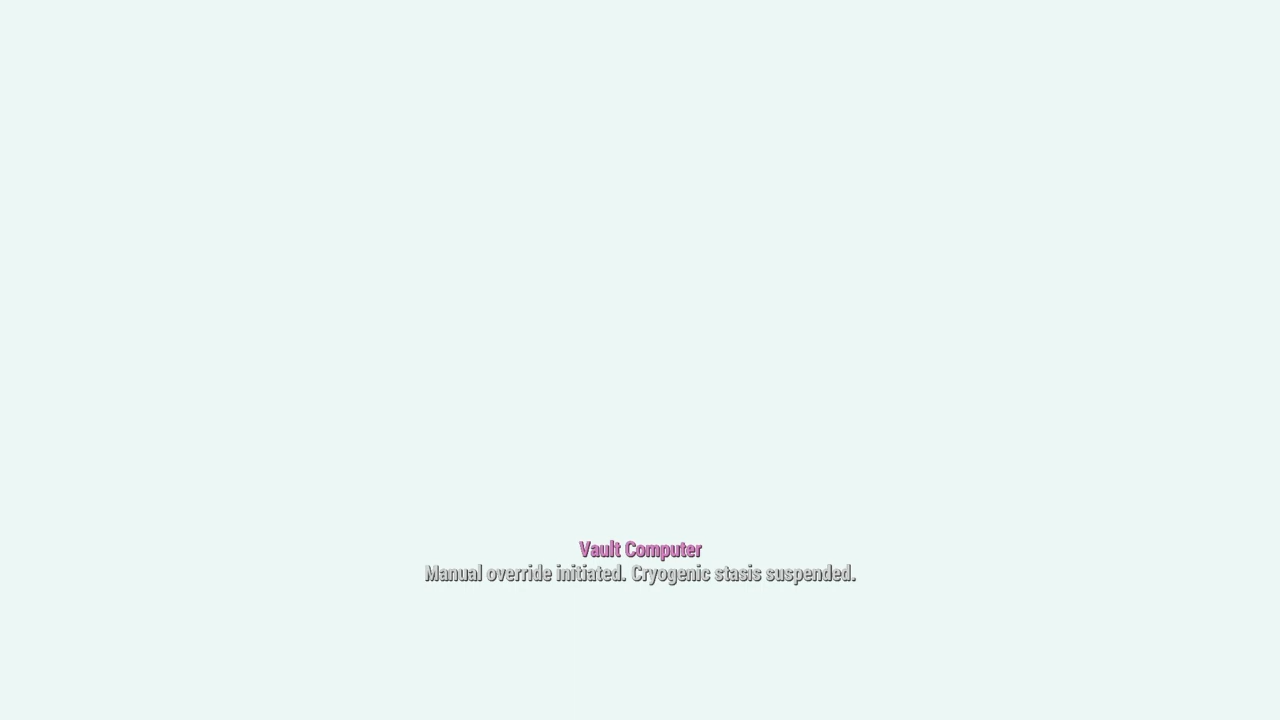 Vault Computer
Manual override initiated. Cryogenic stasis suspended.